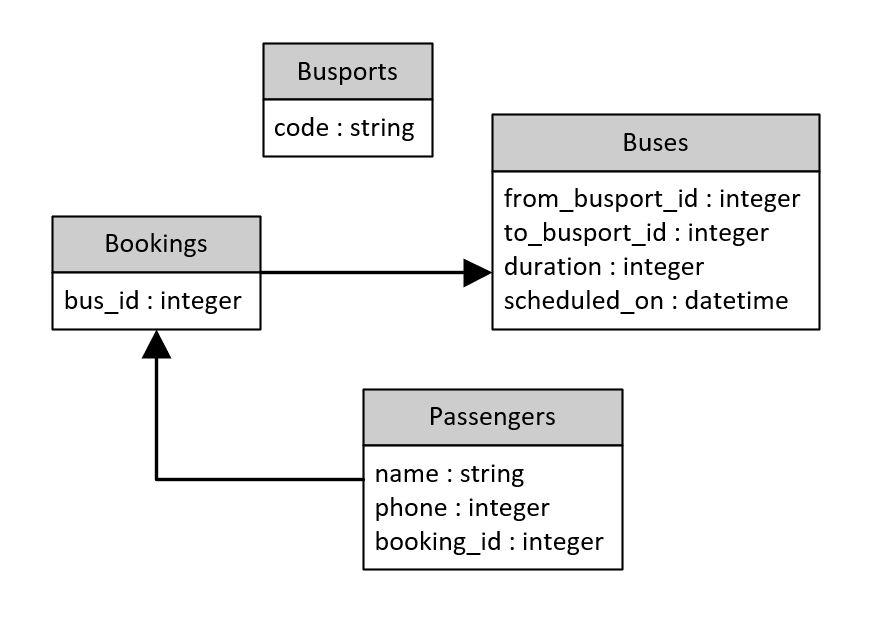 Busports
code : string
Buses
from_busport_id : integer
to_busport_id : integer
duration : integer
scheduled_on : datetime
Bookings
bus_id : integer
Passengers
name : string
phone : integer
booking_id : integer